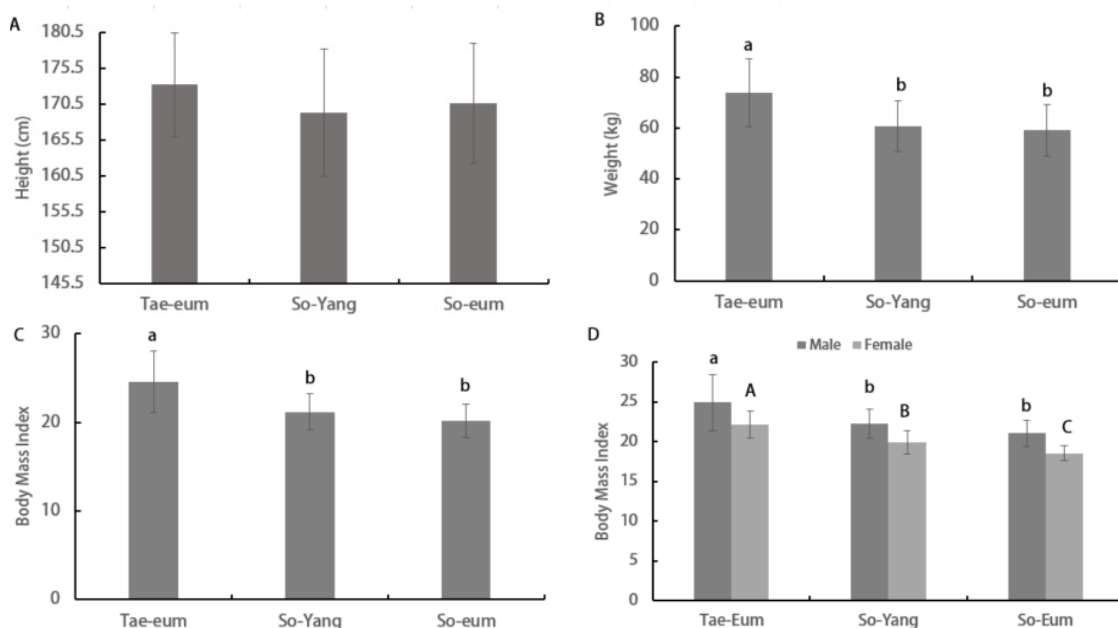 A
Height (cm)
180.5
175.5
170.5
165.5
160.5
155.5
150.5
145.5
Tae-eum So-Yang So-eum
B
Weight (kg)
100
80
60
40
20
0
a b b
Tae-eum So-Yang So-eum
C
Body Mass Index
30
20
10
0
a b b
Tae-eum So-Yang So-eum
D
Male Female
Body Mass Index
30
25
20
15
10
5
0
a A b B b C
Tae-Eum So-Yang So-Eum